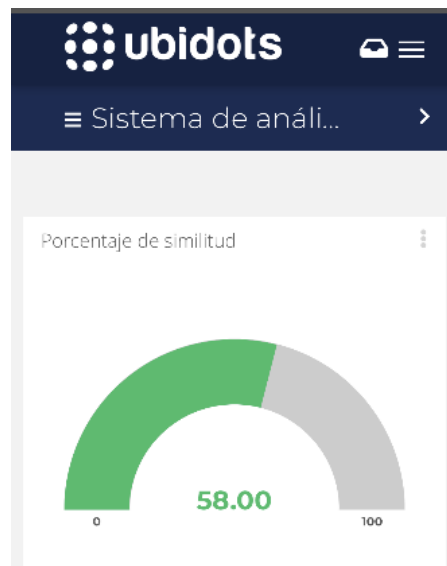 ubidots
Sistema de análi...
Porcentaje de similitud
58.00
0
100